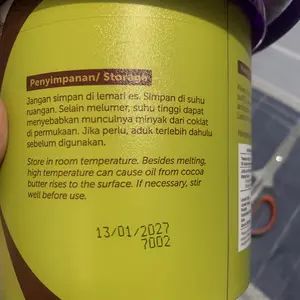 Penyimpanan/ Storage
Jangan simpan di lemari es. Simpan di suhu
ruangan. Selain melumer, suhu tinggi dapat
menyebabkan munculnya minyak dari coklat
di permukaan. Jika perlu, aduk terlebih dahulu
sebelum digunakan.
Store in room temperature. Besides melting,
high temperature can cause oil from cocoa
butter rises to the surface. If necessary, stir
well before use.
13/01/2027
7002